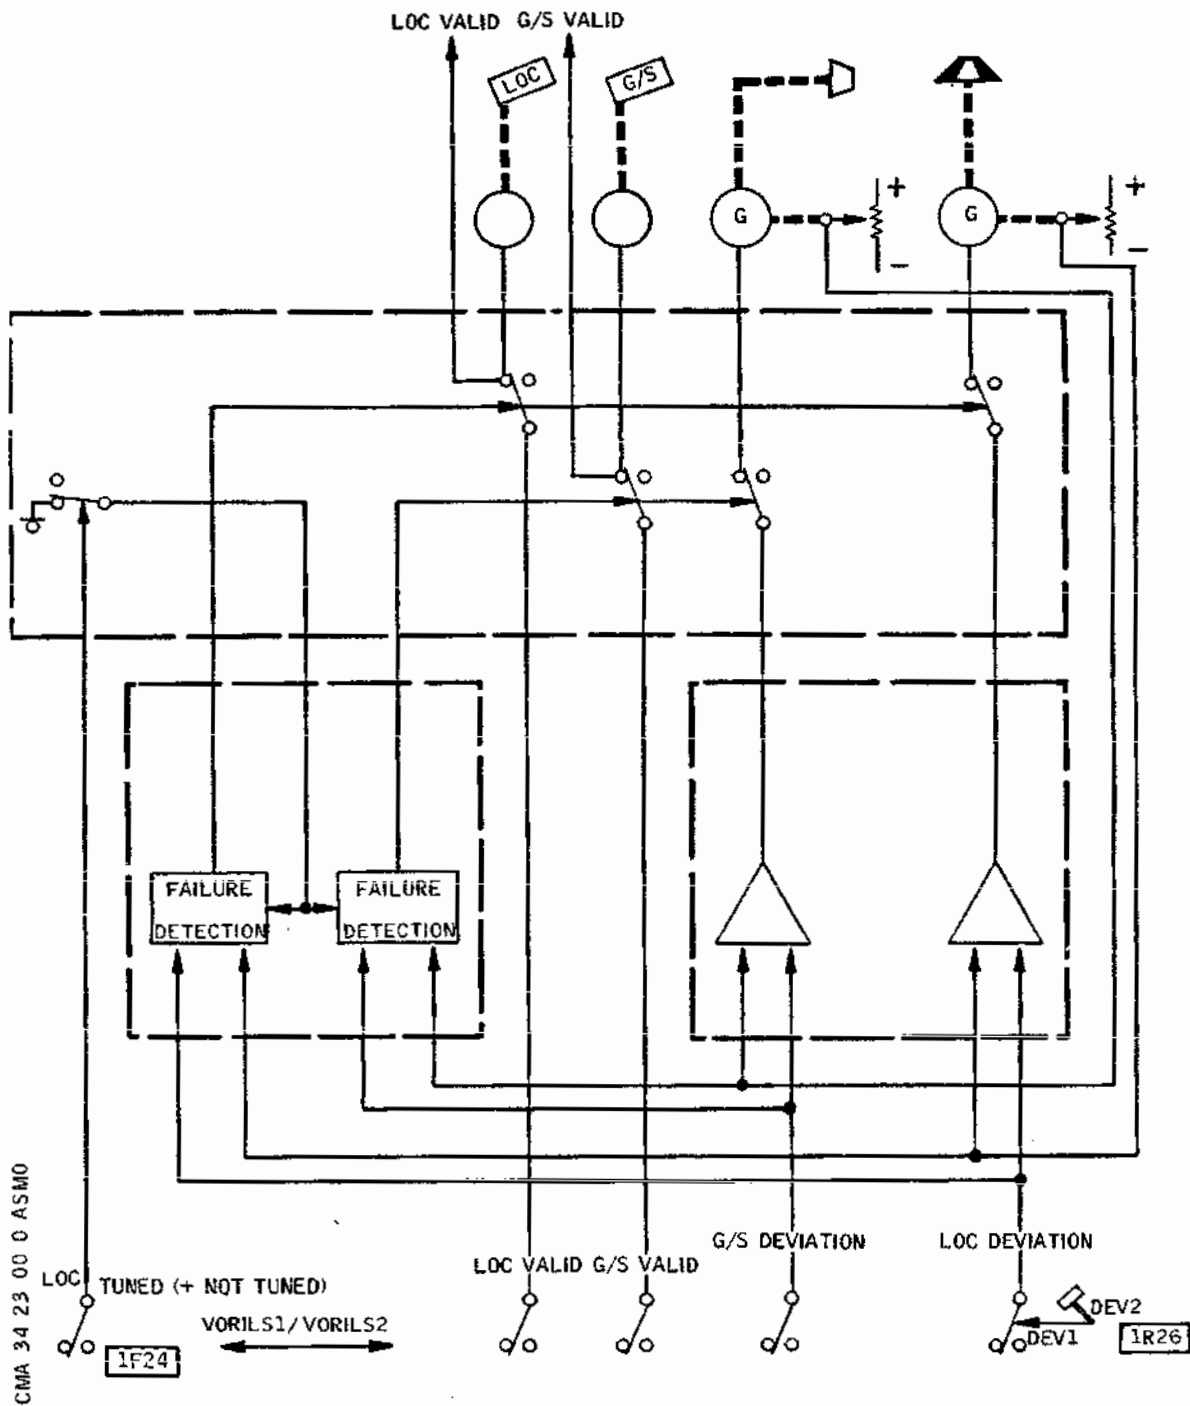 LOC VALID G/S VALID
LOC
G/S
+
+
G
G
−
−
FAILURE
DETECTION
FAILURE
DETECTION
G/S DEVIATION
LOC DEVIATION
LOC VALID G/S VALID
LOC TUNED (+ NOT TUNED)
DEV2
VORILS1/VORILS2
DEV1
1R26
1F24
CMA 34 23 00 0 ASMO